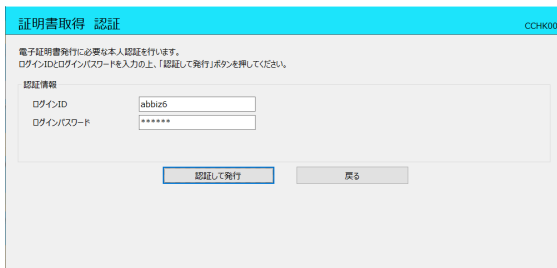 証明書取得 認証
CCHK00
電子証明書発行に必要な本人認証を行います。
ログインIDとログインパスワードを入力の上、「認証して発行」ボタンを押してください。
認証情報
ログインID abbiz6
ログインパスワード ******
認証して発行 戻る